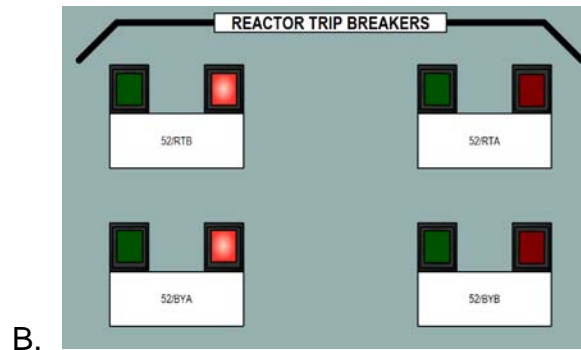 REACTOR TRIP BREAKERS
52/RTB 52/RTA
52/BYA 52/BYB
B.